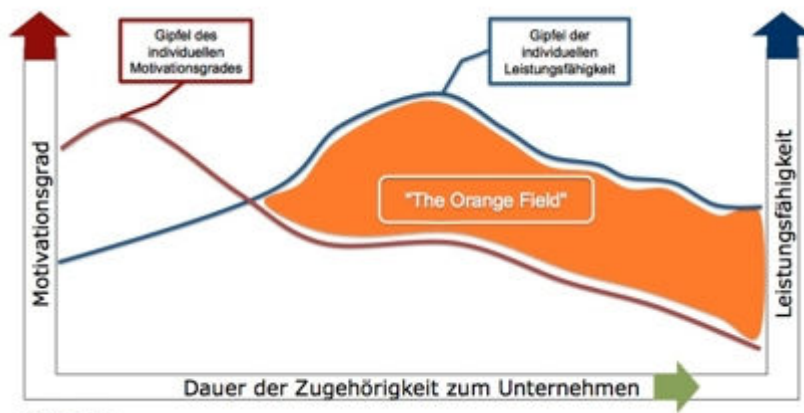 Gipfel des
individuellen
Motivationsgrades
Gipfel der
individuellen
Leistungsfähigkeit
Motivationsgrad
"The Orange Field"
Leistungsfähigkeit
Dauer der Zugehörigkeit zum Unternehmen